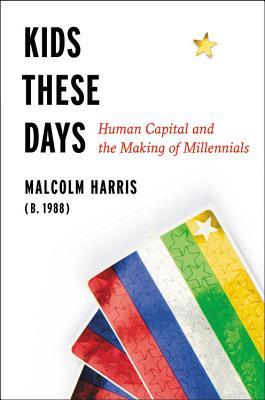 KIDS
THESE
DAYS
Human Capital and
the Making of Millennials
MALCOLM HARRIS
(B. 1988)